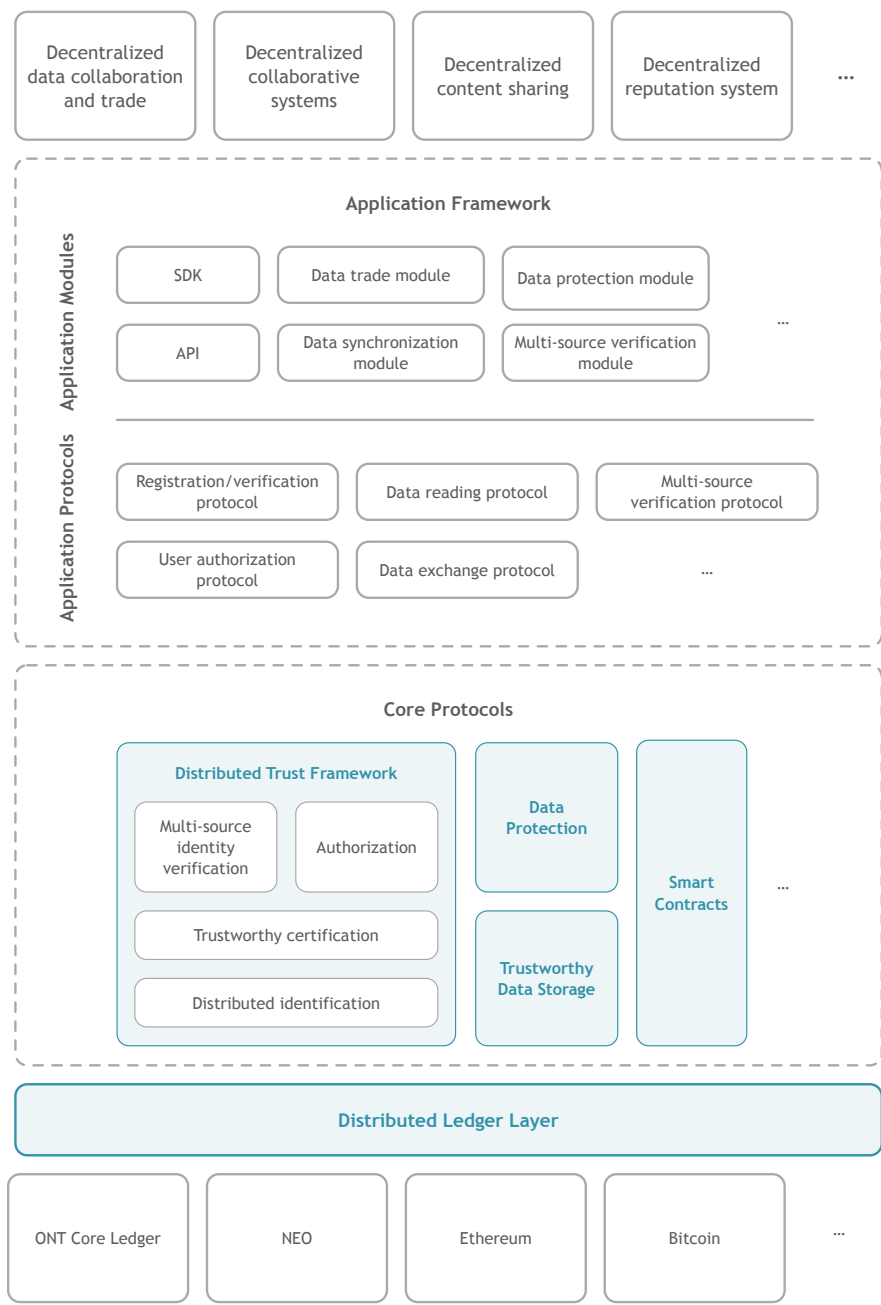 Decentralized
data collaboration
and trade
Decentralized
collaborative
systems
Decentralized
content sharing
Decentralized
reputation system
...
Application Framework
Application Modules
SDK
Data trade module
Data protection module
API
Data synchronization
module
Multi-source verification
module
...
Application Protocols
Registration/verification
protocol
Data reading protocol
Multi-source
verification protocol
User authorization
protocol
Data exchange protocol
...
Core Protocols
Distributed Trust Framework
Multi-source
identity
verification
Authorization
Trustworthy certification
Distributed identification
Data
Protection
Trustworthy
Data Storage
Smart
Contracts
...
Distributed Ledger Layer
ONT Core Ledger
NEO
Ethereum
Bitcoin
...